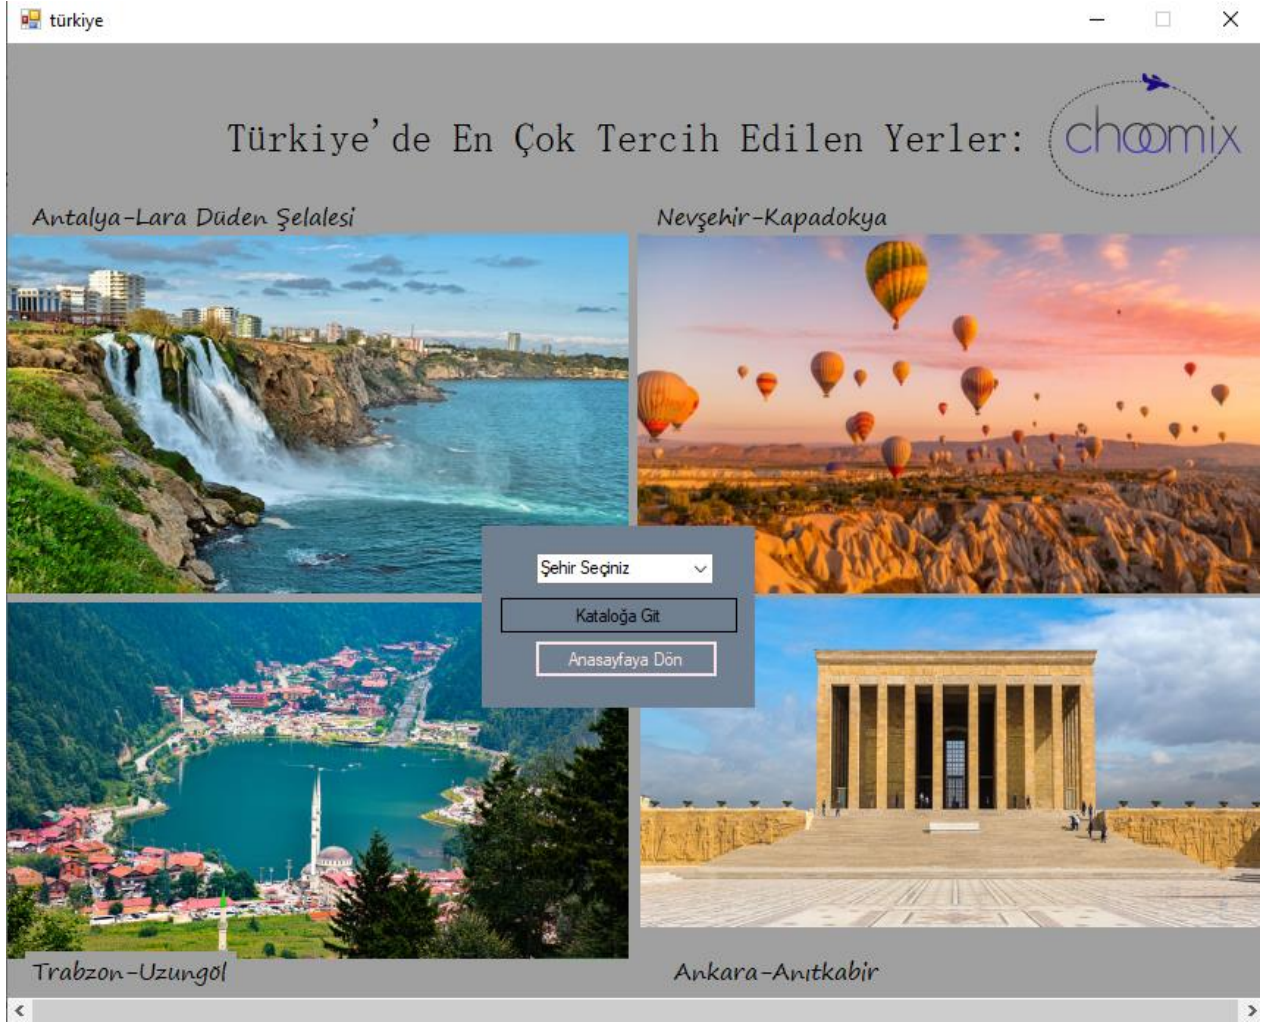 türkiye
Türkiye'de En Çok Tercih Edilen Yerler:
choomix
Antalya-Lara Düden Şelalesi
Nevşehir-Kapadokya
Şehir Seçiniz
Kataloğa Git
Anasayfaya Dön
Trabzon-Uzungöl
Ankara-Anıtkabir